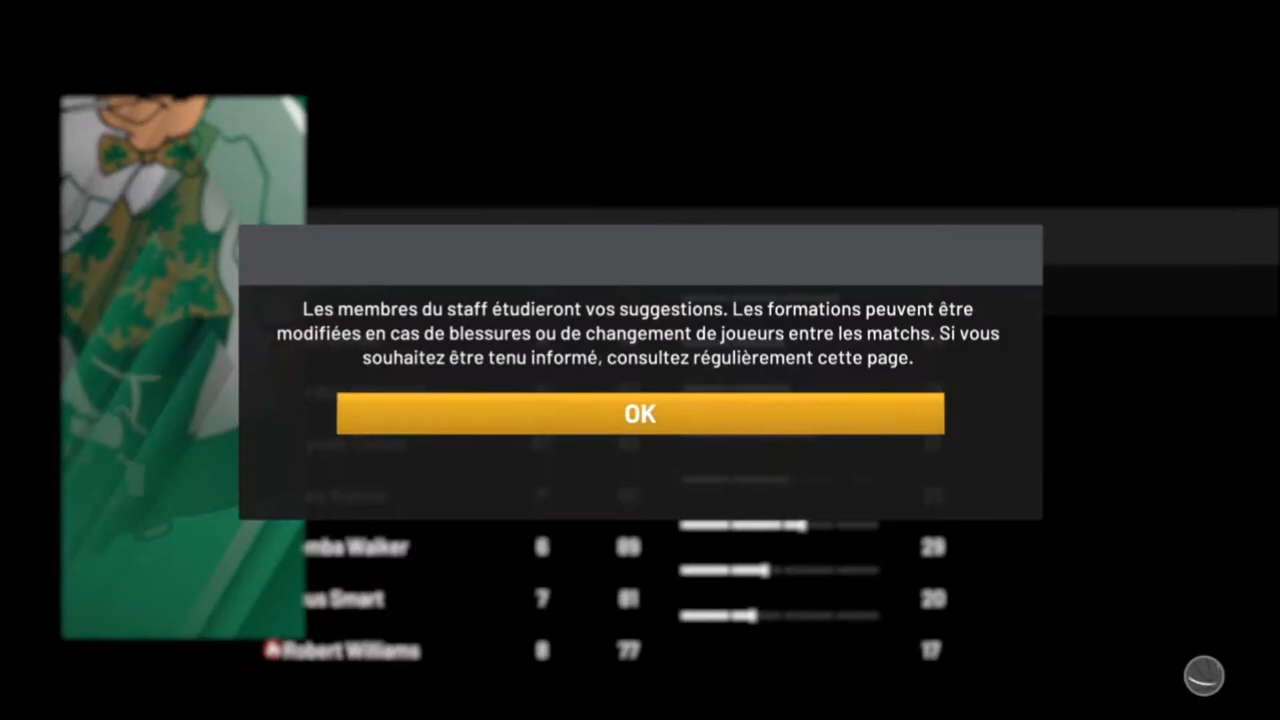 Les membres du staff étudieront vos suggestions. Les formations peuvent être
modifiées en cas de blessures ou de changement de joueurs entre les matchs. Si vous
souhaitez être tenu informé, consultez régulièrement cette page.
OK
Walker 6 89 29
Smart 7 81 20
Robert Williams 8 77 17